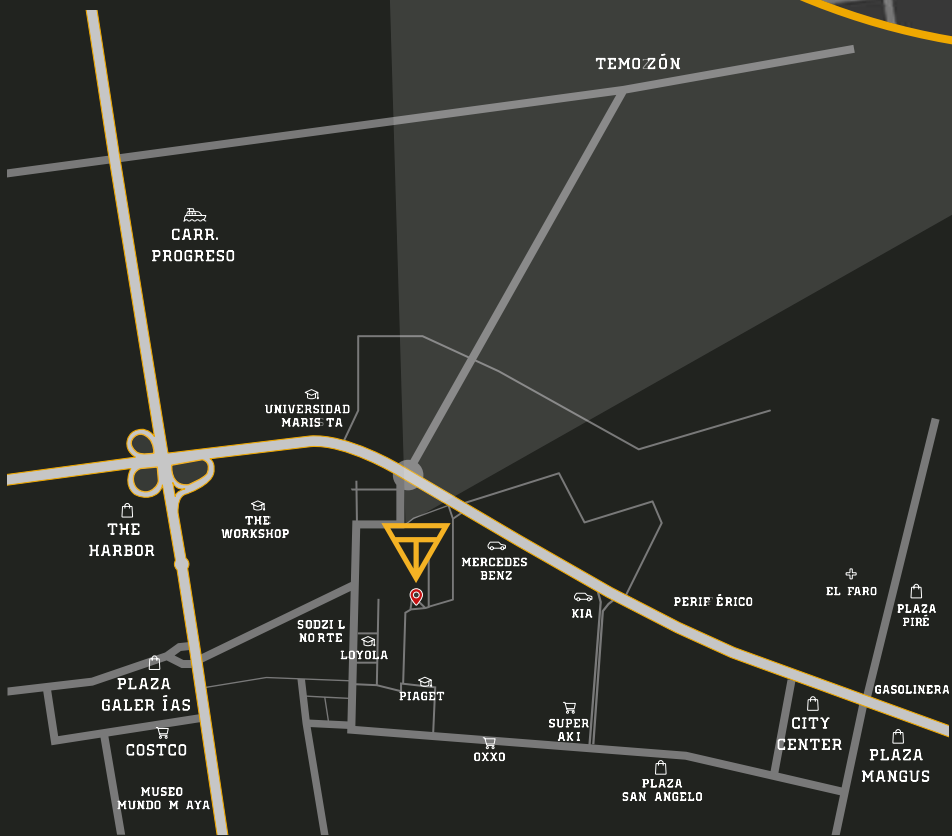 TEMOZÓN
CARR.
PROGRESO
UNIVERSIDAD
MARISTA
THE
HARBOR
THE
WORKSHOP
MERCEDES
BENZ
EL FARO
PERIFÉRICO
PLAZA
PIRÉ
KIA
SODZIL
NORTE
LOYOLA
PLAZA
GALERÍAS
PIAGET
GASOLINERA
SUPER
AKI
CITY
CENTER
COSTCO
OXXO
PLAZA
MANGUS
PLAZA
SAN ANGELO
MUSEO
MUNDO MAYA